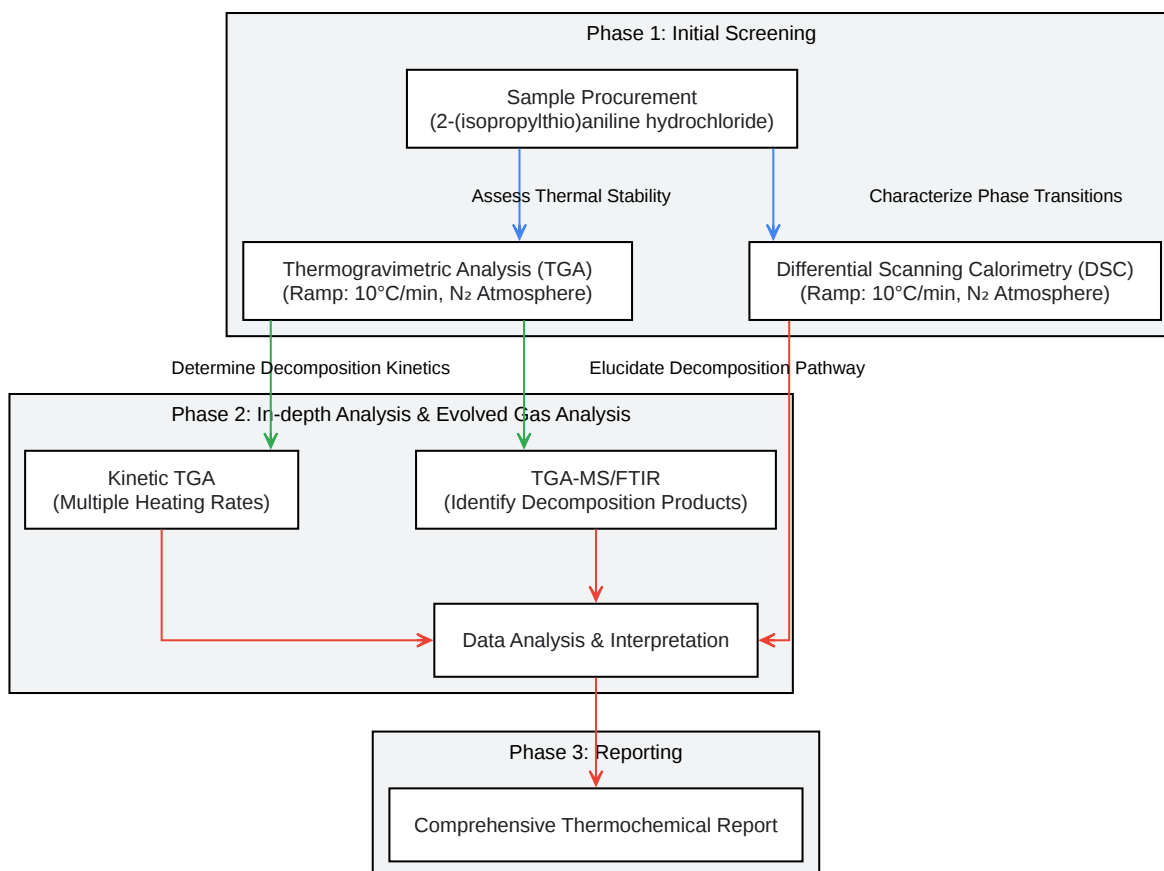 Phase 1: Initial Screening
Sample Procurement
(2-(isopropylthio)aniline hydrochloride)
Assess Thermal Stability
Characterize Phase Transitions
Thermogravimetric Analysis (TGA)
(Ramp: 10°C/min, N₂ Atmosphere)
Differential Scanning Calorimetry (DSC)
(Ramp: 10°C/min, N₂ Atmosphere)
Determine Decomposition Kinetics
Elucidate Decomposition Pathway
Phase 2: In-depth Analysis & Evolved Gas Analysis
Kinetic TGA
(Multiple Heating Rates)
TGA-MS/FTIR
(Identify Decomposition Products)
Data Analysis & Interpretation
Phase 3: Reporting
Comprehensive Thermochemical Report